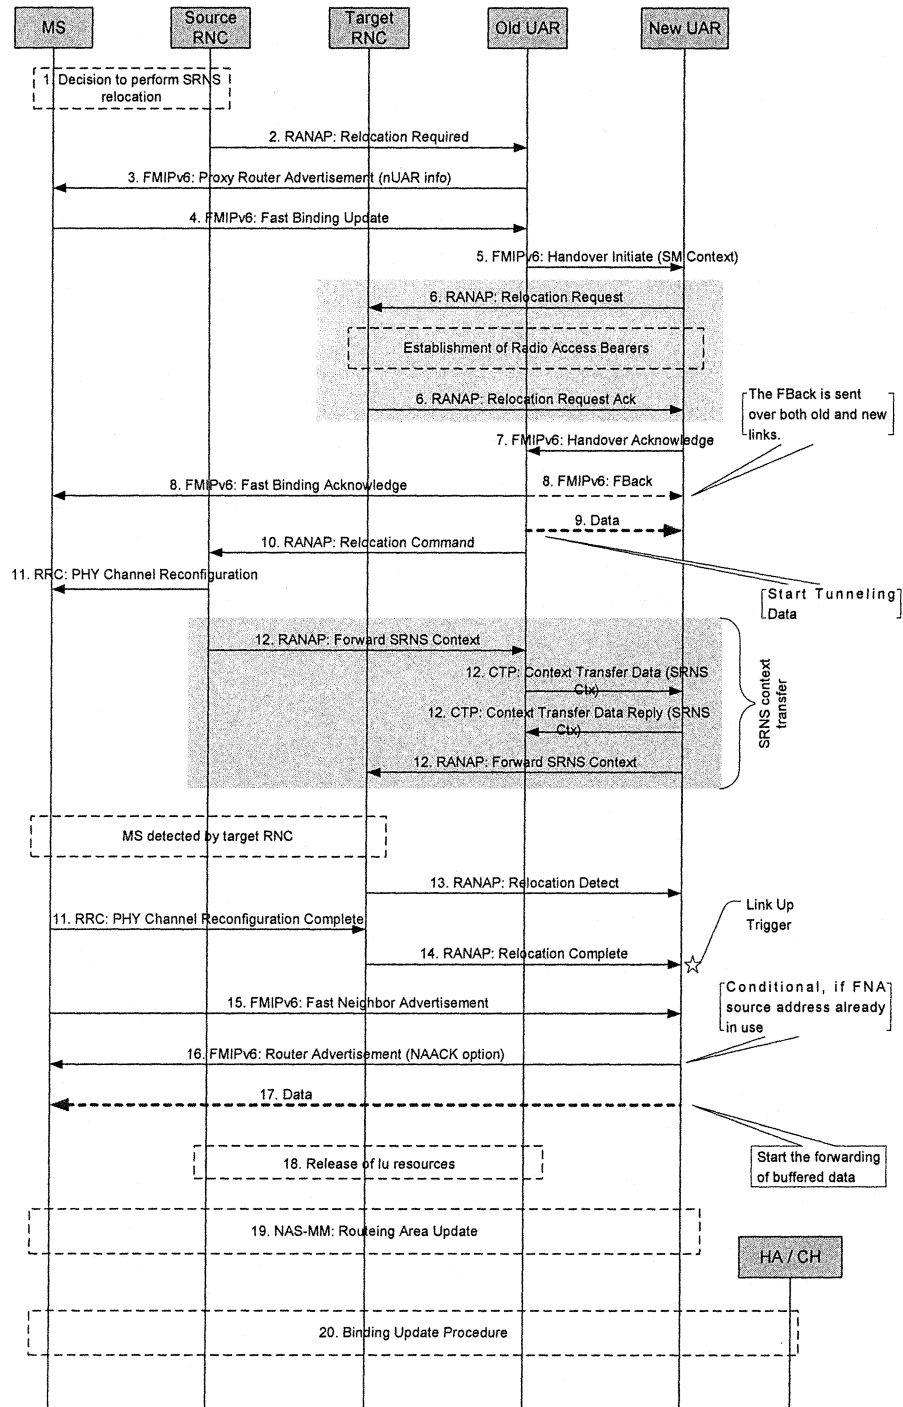 MS
Source
RNC
Target
RNC
Old UAR
New UAR
1. Decision to perform SRNS
relocation
2. RANAP: Relocation Required
3. FMIPv6: Proxy Router Advertisement (nUAR info)
4. FMIPv6: Fast Binding Update
5. FMIPv6: Handover Initiate (SM Context)
6. RANAP: Relocation Request
Establishment of Radio Access Bearers
6. RANAP: Relocation Request Ack
The FBack is sent
over both old and new
links.
7. FMIPv6: Handover Acknowledge
8. FMIPv6: Fast Binding Acknowledge
8. FMIPv6: FBack
9. Data
10. RANAP: Relocation Command
11. RRC: PHY Channel Reconfiguration
Start Tunneling
Data
12. RANAP: Forward SRNS Context
12. CTP: Context Transfer Data (SRNS
Ctx)
12. CTP: Context Transfer Data Reply (SRNS
Ctx)
12. RANAP: Forward SRNS Context
SRNS context
transfer
MS detected by target RNC
13. RANAP: Relocation Detect
11. RRC: PHY Channel Reconfiguration Complete
Link Up
Trigger
14. RANAP: Relocation Complete
Conditional, if FNA
source address already
in use
15. FMIPv6: Fast Neighbor Advertisement
16. FMIPv6: Router Advertisement (NAACK option)
17. Data
Start the forwarding
of buffered data
18. Release of Iu resources
19. NAS-MM: Routeing Area Update
HA / CH
20. Binding Update Procedure